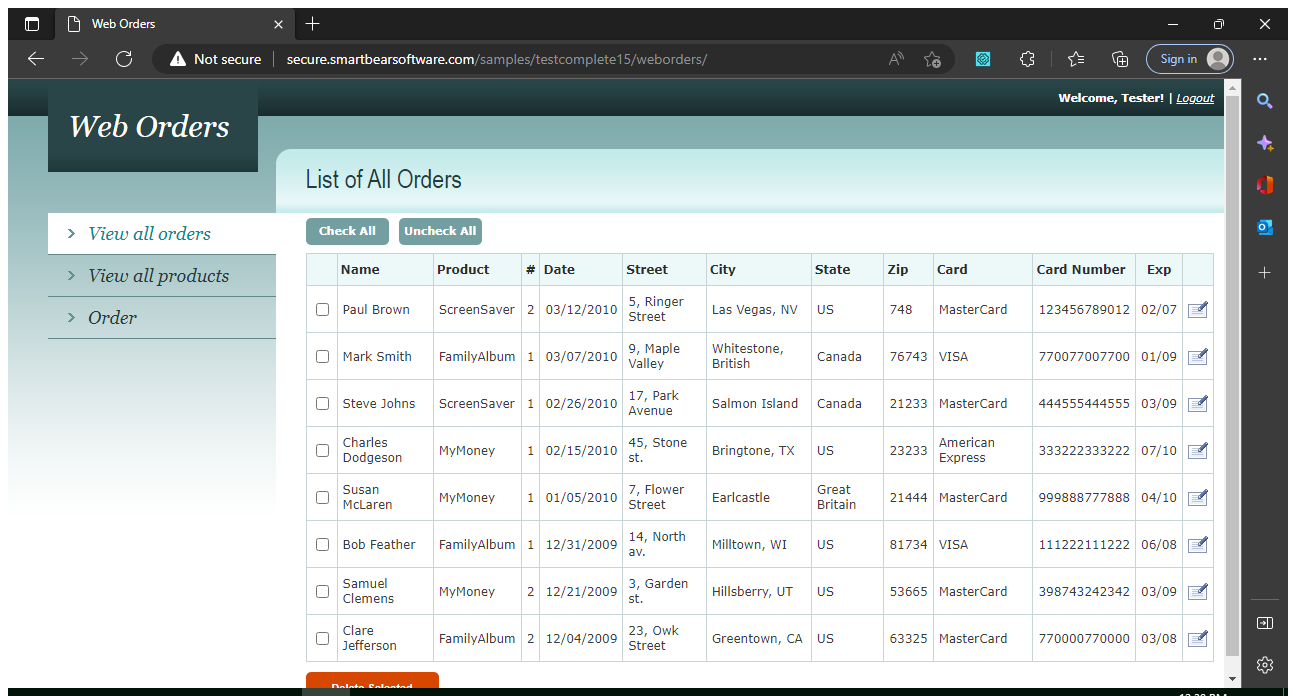 Web Orders
Not secure secure.smartbearsoftware.com/samples/testcomplete15/weborders/ Sign in
Welcome, Tester! | Logout
Web Orders
List of All Orders
View all orders
View all products
Order
Check All Uncheck All
Name Product # Date Street City State Zip Card Card Number Exp
Paul Brown ScreenSaver 2 03/12/2010 5, Ringer Street Las Vegas, NV US 748 MasterCard 123456789012 02/07
Mark Smith FamilyAlbum 1 03/07/2010 9, Maple Valley Whitestone, British Canada 76743 VISA 770077007700 01/09
Steve Johns ScreenSaver 1 02/26/2010 17, Park Avenue Salmon Island Canada 21233 MasterCard 444555444555 03/09
Charles Dodgeson MyMoney 1 02/15/2010 45, Stone st. Bringtone, TX US 23233 American Express 333222333222 07/10
Susan McLaren MyMoney 1 01/05/2010 7, Flower Street Earlcastle Great Britain 21444 MasterCard 999888777888 04/10
Bob Feather FamilyAlbum 1 12/31/2009 14, North av. Milltown, WI US 81734 VISA 111222111222 06/08
Samuel Clemens MyMoney 2 12/21/2009 3, Garden st. Hillsberry, UT US 53665 MasterCard 398743242342 03/09
Clare Jefferson FamilyAlbum 2 12/04/2009 23, Owk Street Greentown, CA US 63325 MasterCard 770000770000 03/08
Delete Selected